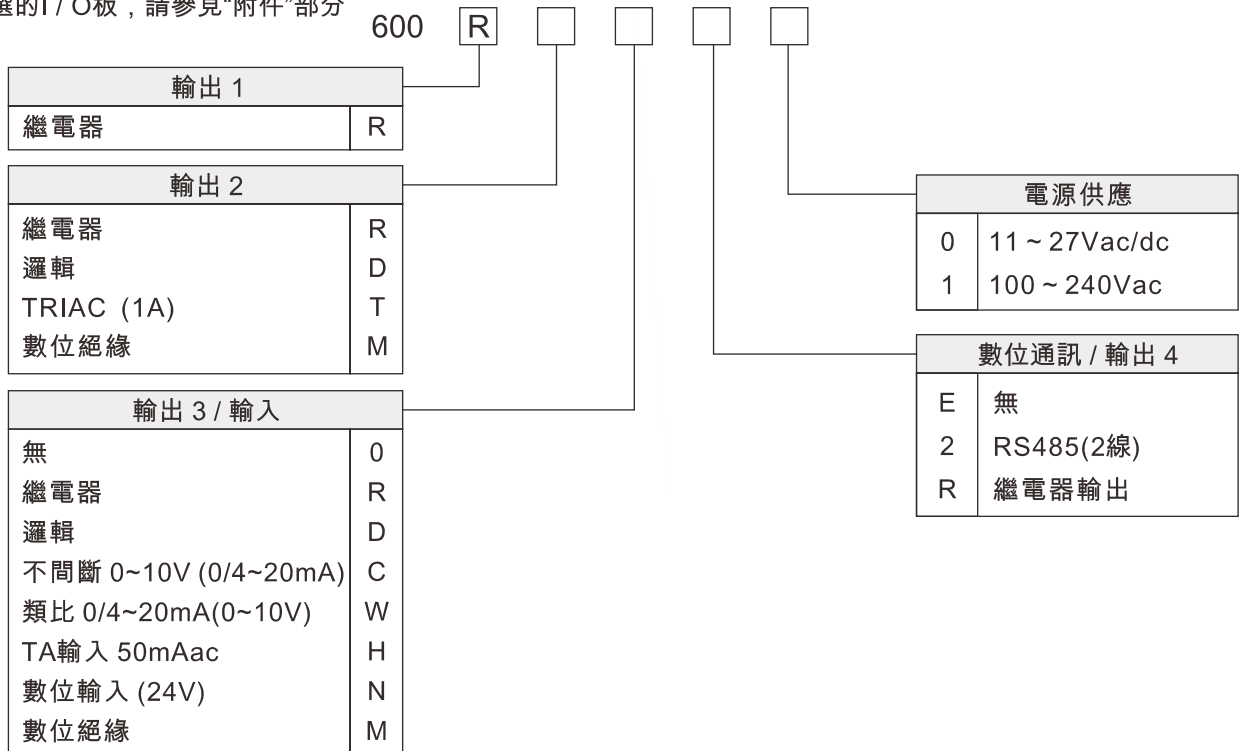 選的I / O板，請參見“附件”部分
600 R
輸出 1
繼電器 R
輸出 2
繼電器 R
邏輯 D
TRIAC (1A) T
數位絕緣 M
輸出 3 / 輸入
無 0
繼電器 R
邏輯 D
不間斷 0~10V (0/4~20mA) C
類比 0/4~20mA(0~10V) W
TA輸入 50mAac H
數位輸入 (24V) N
數位絕緣 M
電源供應
0 11 ~ 27Vac/dc
1 100 ~ 240Vac
數位通訊 / 輸出 4
E 無
2 RS485(2線)
R 繼電器輸出